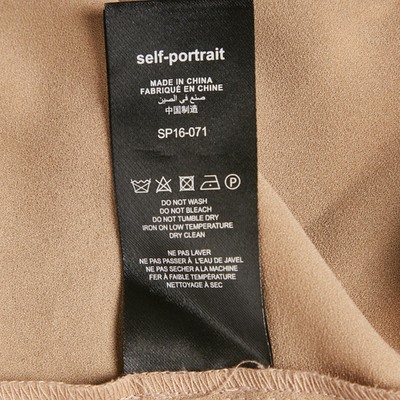 self-portrait
MADE IN CHINA
FABRIQUÉ EN CHINE
صنع في الصين
中国制造
SP16-071
DO NOT WASH
DO NOT BLEACH
DO NOT TUMBLE DRY
IRON ON LOW TEMPERATURE
DRY CLEAN
NE PAS LAVER
NE PAS PASSER À L'EAU DE JAVEL
NE PAS SECHER A LA MACHINE
FER À FAIBLE TEMPÉRATURE
NETTOYAGE À SEC